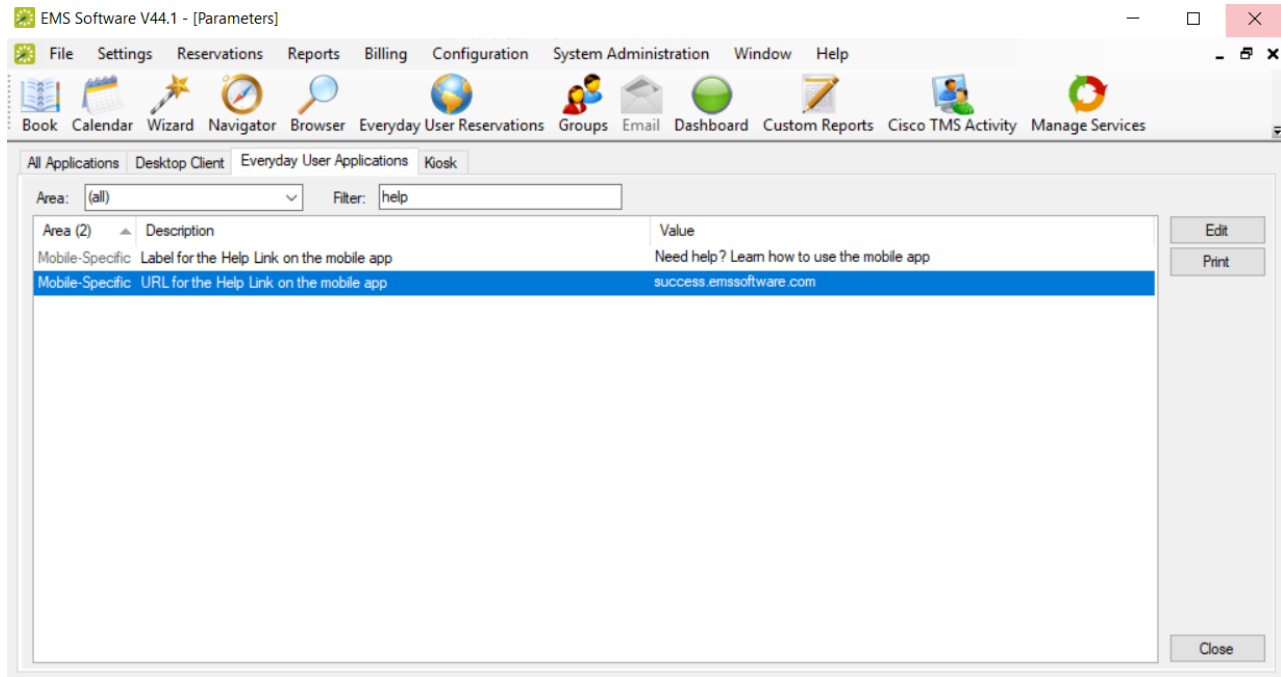 EMS Software V44.1 - [Parameters]
File Settings Reservations Reports Billing Configuration System Administration Window Help
Book Calendar Wizard Navigator Browser Everyday User Reservations Groups Email Dashboard Custom Reports Cisco TMS Activity Manage Services
All Applications Desktop Client Everyday User Applications Kiosk
Area: (all) Filter: help
Area (2) Description Value Edit
Mobile-Specific Label for the Help Link on the mobile app Need help? Learn how to use the mobile app Print
Mobile-Specific URL for the Help Link on the mobile app success.emssoftware.com
Close